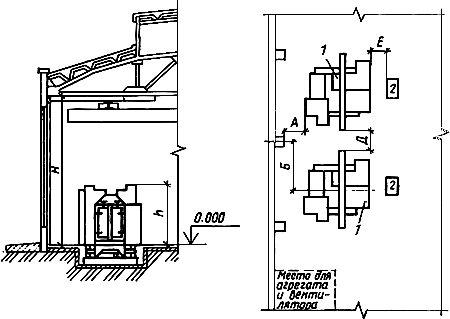 H
h
0.000
1
E
2
А
Б
Д
2
1
Место для
агрегата
и венти-
лятора